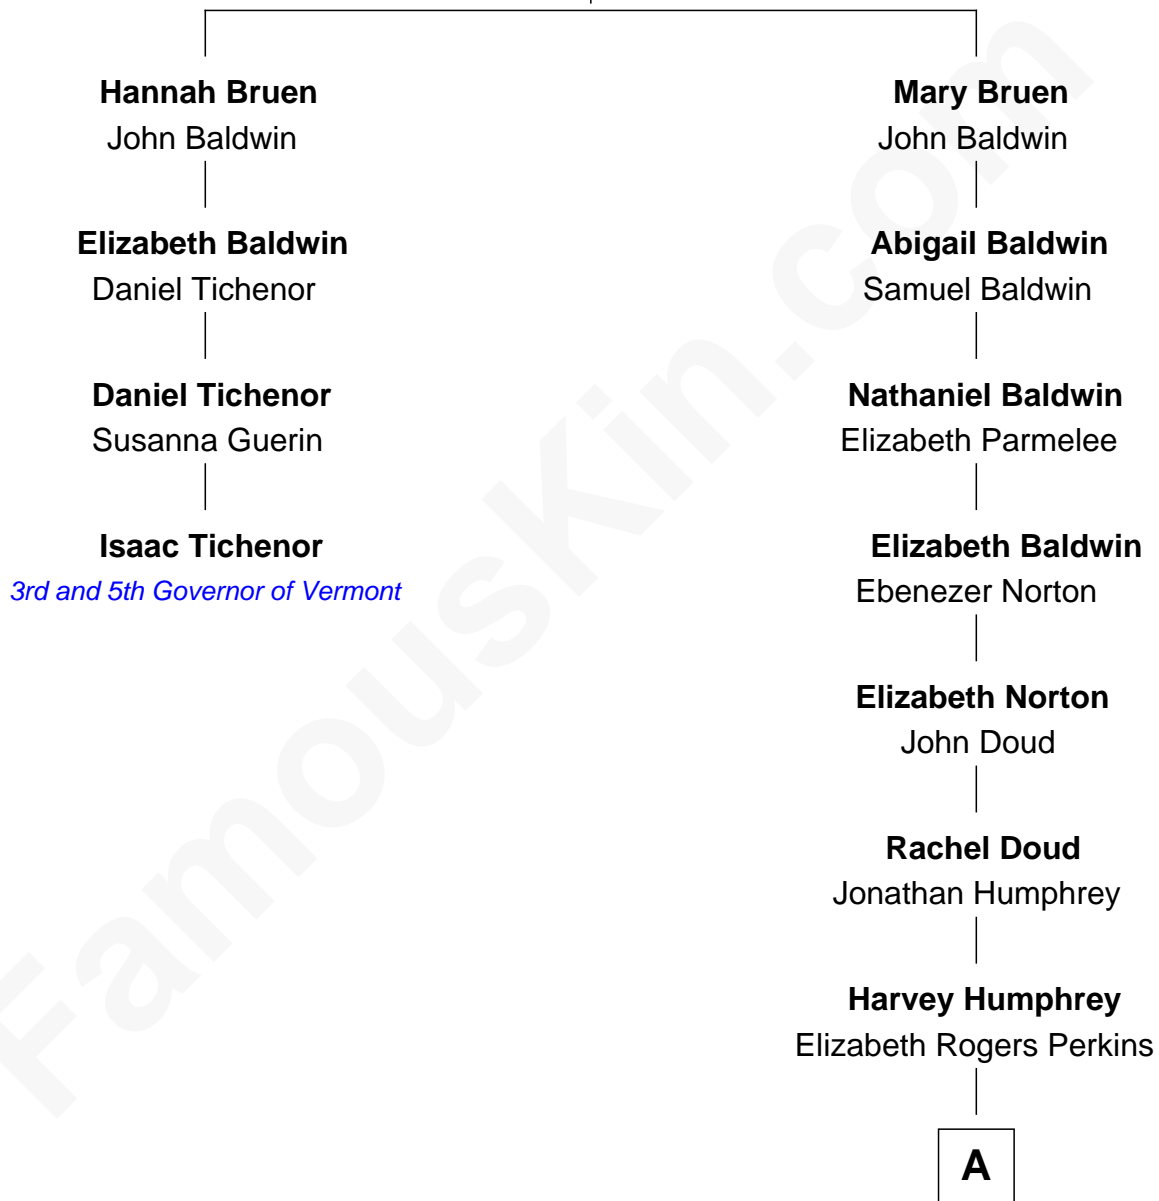 Hannah Bruen
John Baldwin
Elizabeth Baldwin
Daniel Tichenor
Daniel Tichenor
Susanna Guerin
Isaac Tichenor
3rd and 5th Governor of Vermont
Mary Bruen
John Baldwin
Abigail Baldwin
Samuel Baldwin
Nathaniel Baldwin
Elizabeth Parmelee
Elizabeth Baldwin
Ebenezer Norton
Elizabeth Norton
John Doud
Rachel Doud
Jonathan Humphrey
Harvey Humphrey
Elizabeth Rogers Perkins
A
FamousKin.com